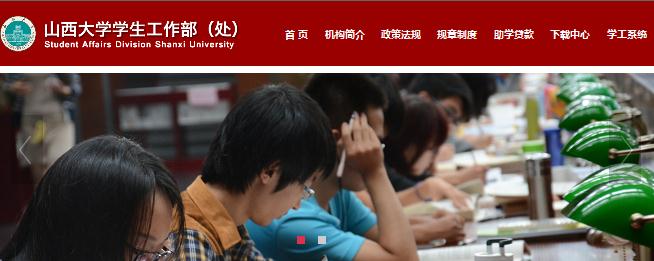 山西大学学生工作部（处）
Student Affairs Division Shanxi University
首 页 机构简介 政策法规 规章制度 助学贷款 下载中心 学工系统